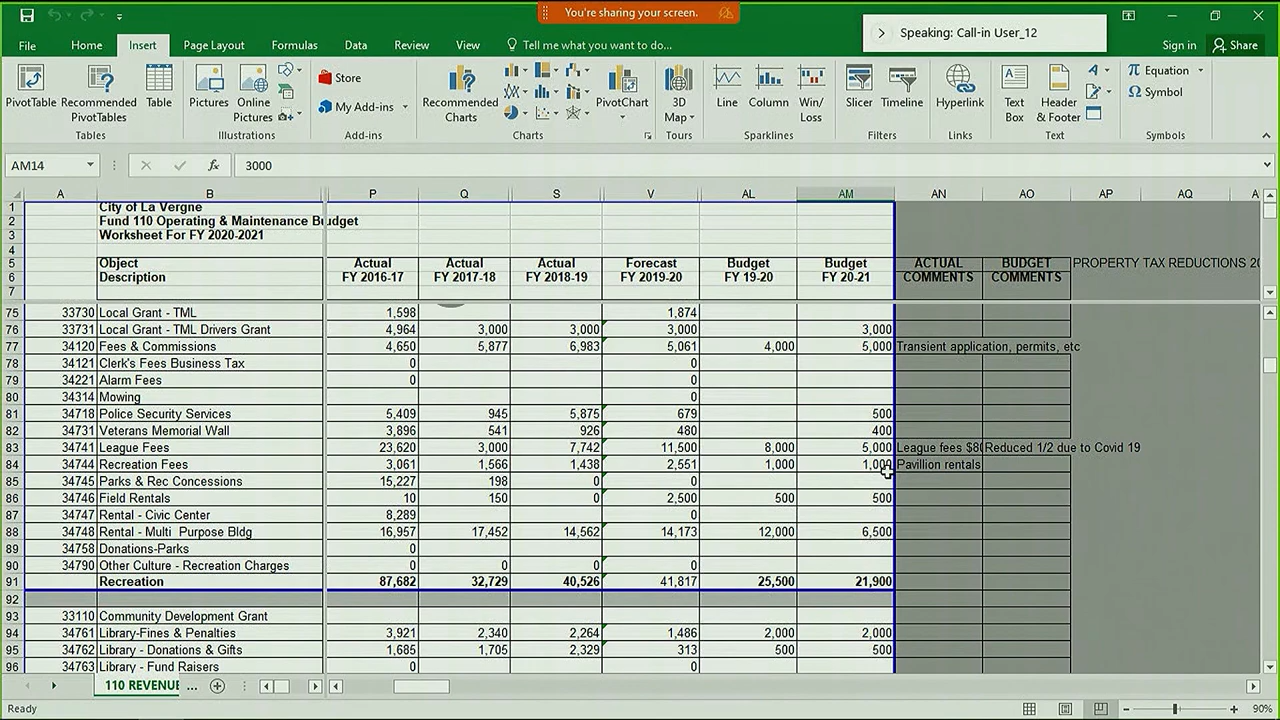 You're sharing your screen.
Speaking: Call-in User_12
File Home Insert Page Layout Formulas Data Review View Tell me what you want to do... Sign in Share
PivotTable Recommended PivotTables Table Pictures Online Pictures Store My Add-ins Recommended Charts PivotChart 3D Map Line Column Win/Loss Slicer Timeline Hyperlink Text Box Header & Footer Equation Symbol
Tables Illustrations Add-ins Charts Tours Sparklines Filters Links Text Symbols
AM14 fx 3000
A B P Q S V AL AM AN AO AP AQ
1 City of La Vergne
2 Fund 110 Operating & Maintenance Budget
3 Worksheet For FY 2020-2021
4
5 Object Actual Actual Actual Forecast Budget Budget ACTUAL BUDGET PROPERTY TAX REDUCTIONS
6 Description FY 2016-17 FY 2017-18 FY 2018-19 FY 2019-20 FY 19-20 FY 20-21 COMMENTS COMMENTS
7
75 33730 Local Grant - TML 1,598 1,874
76 33731 Local Grant - TML Drivers Grant 4,964 3,000 3,000 3,000 3,000
77 34120 Fees & Commissions 4,650 5,877 6,983 5,061 4,000 5,000 Transient application, permits, etc
78 34121 Clerk's Fees Business Tax 0 0
79 34221 Alarm Fees 0 0
80 34314 Mowing 0
81 34718 Police Security Services 5,409 945 5,875 679 500
82 34731 Veterans Memorial Wall 3,896 541 926 480 400
83 34741 League Fees 23,620 3,000 7,742 11,500 8,000 5,000 League fees Reduced 1/2 due to Covid 19
84 34744 Recreation Fees 3,061 1,566 1,438 2,551 1,000 1,000 Pavillion rentals
85 34745 Parks & Rec Concessions 15,227 198 0 0
86 34746 Field Rentals 10 150 0 2,500 500 500
87 34747 Rental - Civic Center 8,289 0
88 34748 Rental - Multi Purpose Bldg 16,957 17,452 14,562 14,173 12,000 6,500
89 34758 Donations-Parks 0
90 34790 Other Culture - Recreation Charges 0 0 0
91 Recreation 87,682 32,729 40,526 41,817 25,500 21,900
92
93 33110 Community Development Grant
94 34761 Library-Fines & Penalties 3,921 2,340 2,264 1,486 2,000 2,000
95 34762 Library - Donations & Gifts 1,685 1,705 2,329 313 500 500
96 34763 Library - Fund Raisers 0 0
110 REVENUE ...
Ready 90%